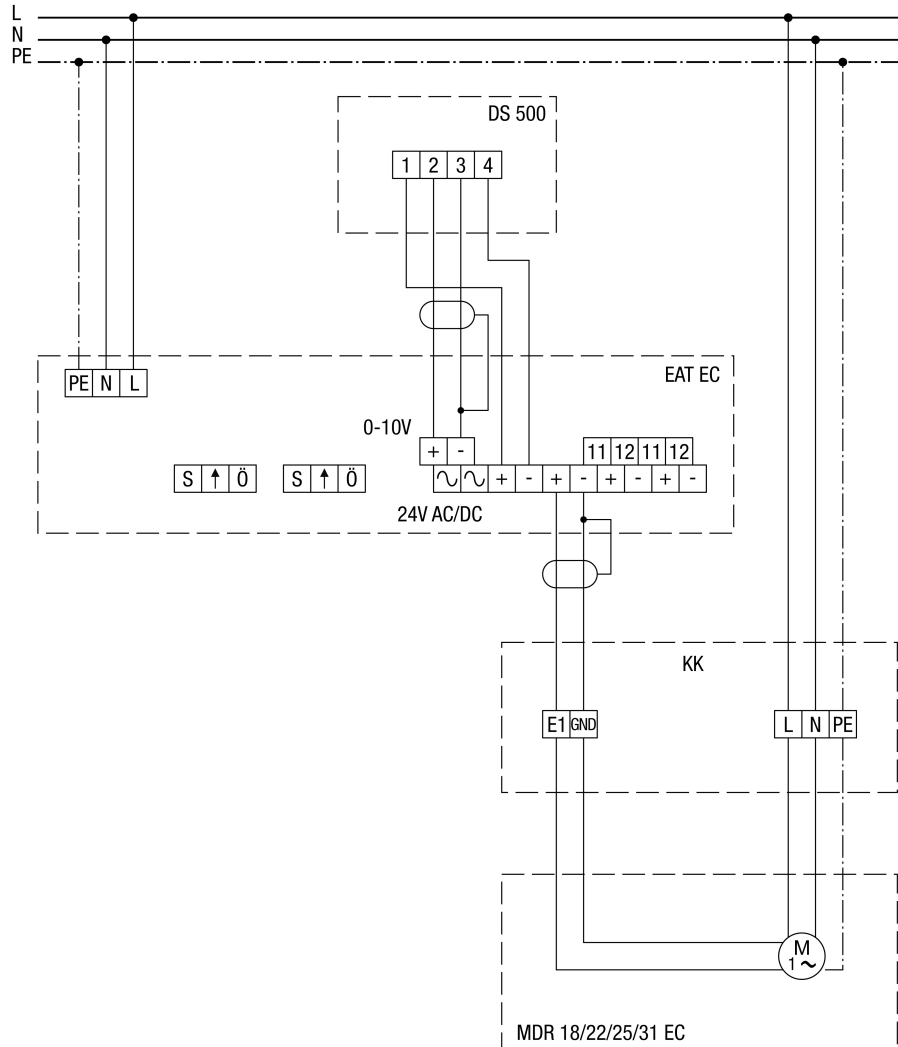 L
N
PE
DS 500
1 2 3 4
EAT EC
PE N L
0-10V
+ -
11 12 11 12
S ↑ Ö S ↑ Ö
∿ ∿ + - + - + - + -
24V AC/DC
KK
E1 GND
L N PE
M
1~
MDR 18/22/25/31 EC